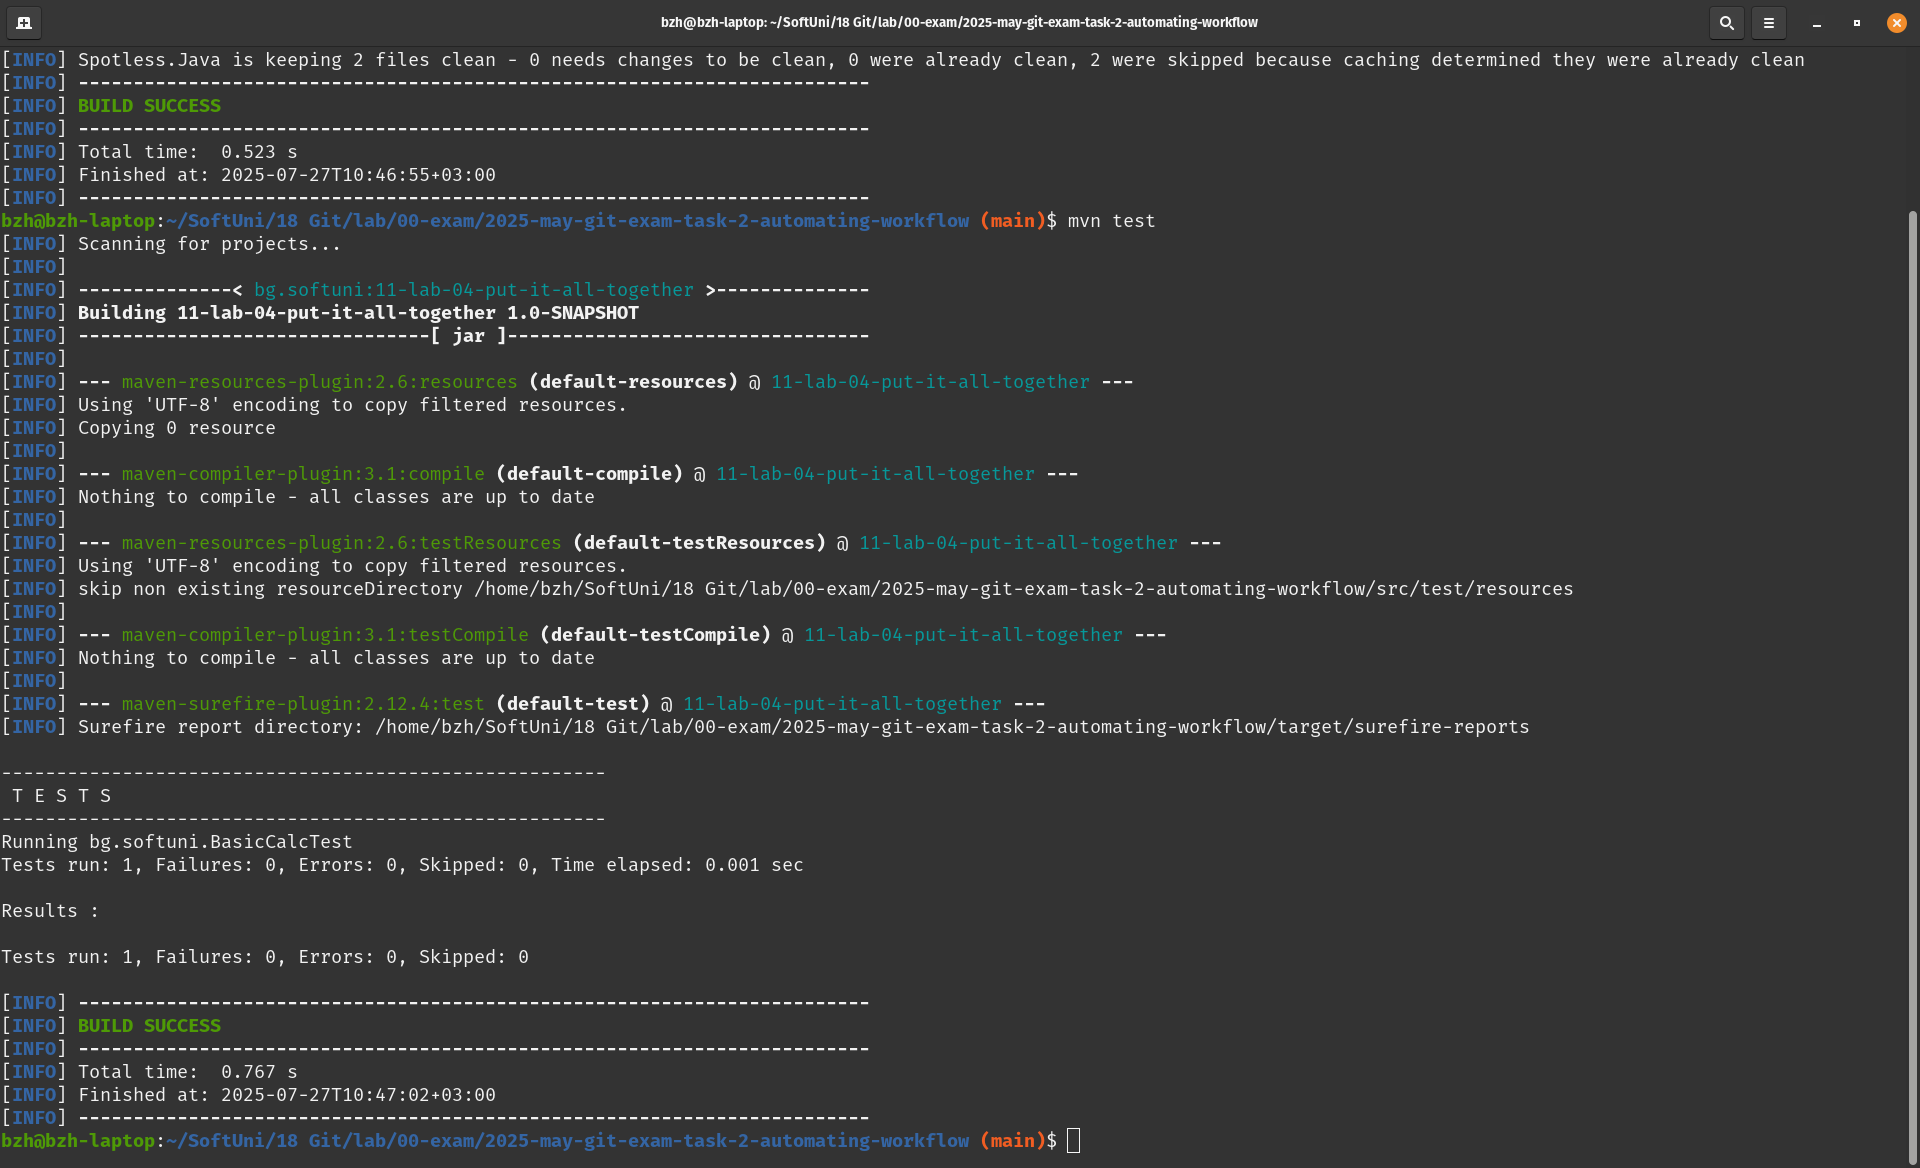 bzh@bzh-laptop: ~/SoftUni/18 Git/lab/00-exam/2025-may-git-exam-task-2-automating-workflow
[INFO] Spotless.Java is keeping 2 files clean - 0 needs changes to be clean, 0 were already clean, 2 were skipped because caching determined they were already clean
[INFO] ------------------------------------------------------------------------
[INFO] BUILD SUCCESS
[INFO] ------------------------------------------------------------------------
[INFO] Total time:  0.523 s
[INFO] Finished at: 2025-07-27T10:46:55+03:00
[INFO] ------------------------------------------------------------------------
bzh@bzh-laptop:~/SoftUni/18 Git/lab/00-exam/2025-may-git-exam-task-2-automating-workflow (main)$ mvn test
[INFO] Scanning for projects...
[INFO]
[INFO] --------------< bg.softuni:11-lab-04-put-it-all-together >--------------
[INFO] Building 11-lab-04-put-it-all-together 1.0-SNAPSHOT
[INFO] --------------------------------[ jar ]---------------------------------
[INFO]
[INFO] --- maven-resources-plugin:2.6:resources (default-resources) @ 11-lab-04-put-it-all-together ---
[INFO] Using 'UTF-8' encoding to copy filtered resources.
[INFO] Copying 0 resource
[INFO]
[INFO] --- maven-compiler-plugin:3.1:compile (default-compile) @ 11-lab-04-put-it-all-together ---
[INFO] Nothing to compile - all classes are up to date
[INFO]
[INFO] --- maven-resources-plugin:2.6:testResources (default-testResources) @ 11-lab-04-put-it-all-together ---
[INFO] Using 'UTF-8' encoding to copy filtered resources.
[INFO] skip non existing resourceDirectory /home/bzh/SoftUni/18 Git/lab/00-exam/2025-may-git-exam-task-2-automating-workflow/src/test/resources
[INFO]
[INFO] --- maven-compiler-plugin:3.1:testCompile (default-testCompile) @ 11-lab-04-put-it-all-together ---
[INFO] Nothing to compile - all classes are up to date
[INFO]
[INFO] --- maven-surefire-plugin:2.12.4:test (default-test) @ 11-lab-04-put-it-all-together ---
[INFO] Surefire report directory: /home/bzh/SoftUni/18 Git/lab/00-exam/2025-may-git-exam-task-2-automating-workflow/target/surefire-reports
-------------------------------------------------------
 T E S T S
-------------------------------------------------------
Running bg.softuni.BasicCalcTest
Tests run: 1, Failures: 0, Errors: 0, Skipped: 0, Time elapsed: 0.001 sec
Results :
Tests run: 1, Failures: 0, Errors: 0, Skipped: 0
[INFO] ------------------------------------------------------------------------
[INFO] BUILD SUCCESS
[INFO] ------------------------------------------------------------------------
[INFO] Total time:  0.767 s
[INFO] Finished at: 2025-07-27T10:47:02+03:00
[INFO] ------------------------------------------------------------------------
bzh@bzh-laptop:~/SoftUni/18 Git/lab/00-exam/2025-may-git-exam-task-2-automating-workflow (main)$